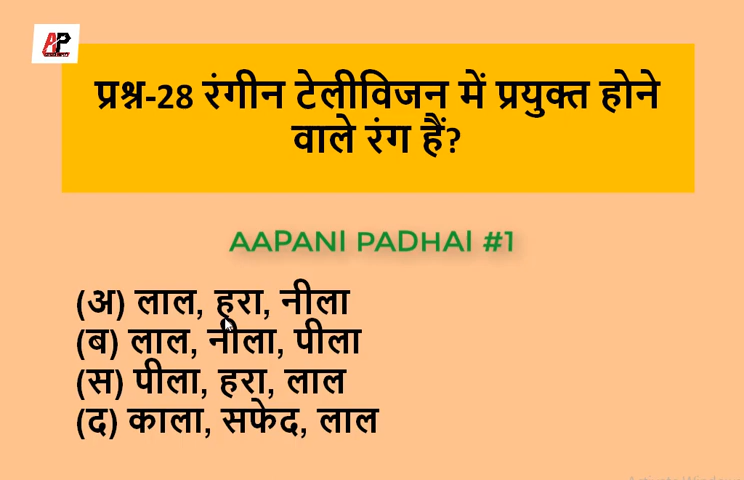 AP
प्रश्न-28 रंगीन टेलीविजन में प्रयुक्त होने
वाले रंग हैं?
AAPANI PADHAI #1
(अ) लाल, हरा, नीला
(ब) लाल, नीला, पीला
(स) पीला, हरा, लाल
(द) काला, सफेद, लाल